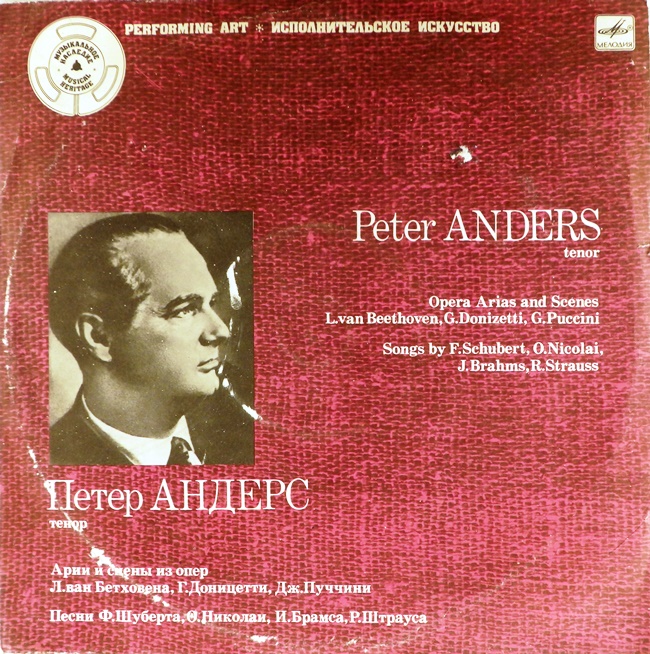 PERFORMING ART * ИСПОЛНИТЕЛЬСКОЕ ИСКУССТВО
МУЗЫКАЛЬНОЕ
НАСЛЕДИЕ
MUSICAL
HERITAGE
МЕЛОДИЯ
Peter ANDERS
tenor
Opera Arias and Scenes
L.van Beethoven, G.Donizetti, G.Puccini
Songs by F.Schubert, O.Nicolai,
J.Brahms, R.Strauss
Петер АНДЕРС
тенор
Арии и сцены из опер
Л.ван Бетховена, Г.Доницетти, Дж.Пуччини
Песни Ф.Шуберта, О.Николаи, И.Брамса, Р.Штрауса